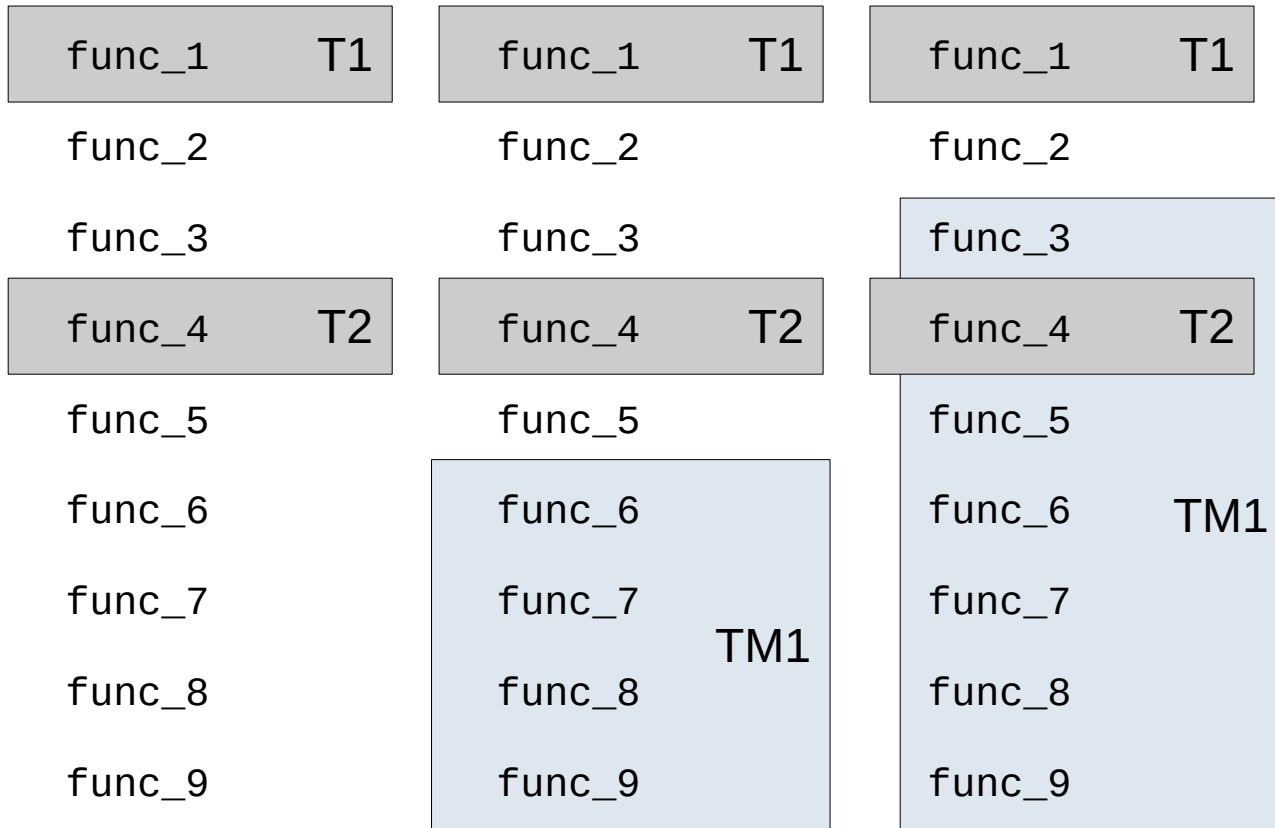 func_1 T1 func_1 T1 func_1 T1
func_2 func_2 func_2
func_3 func_3 func_3
func_4 T2 func_4 T2 func_4 T2
func_5 func_5 func_5
func_6 func_6 func_6 TM1
func_7 func_7 func_7
TM1
func_8 func_8 func_8
func_9 func_9 func_9